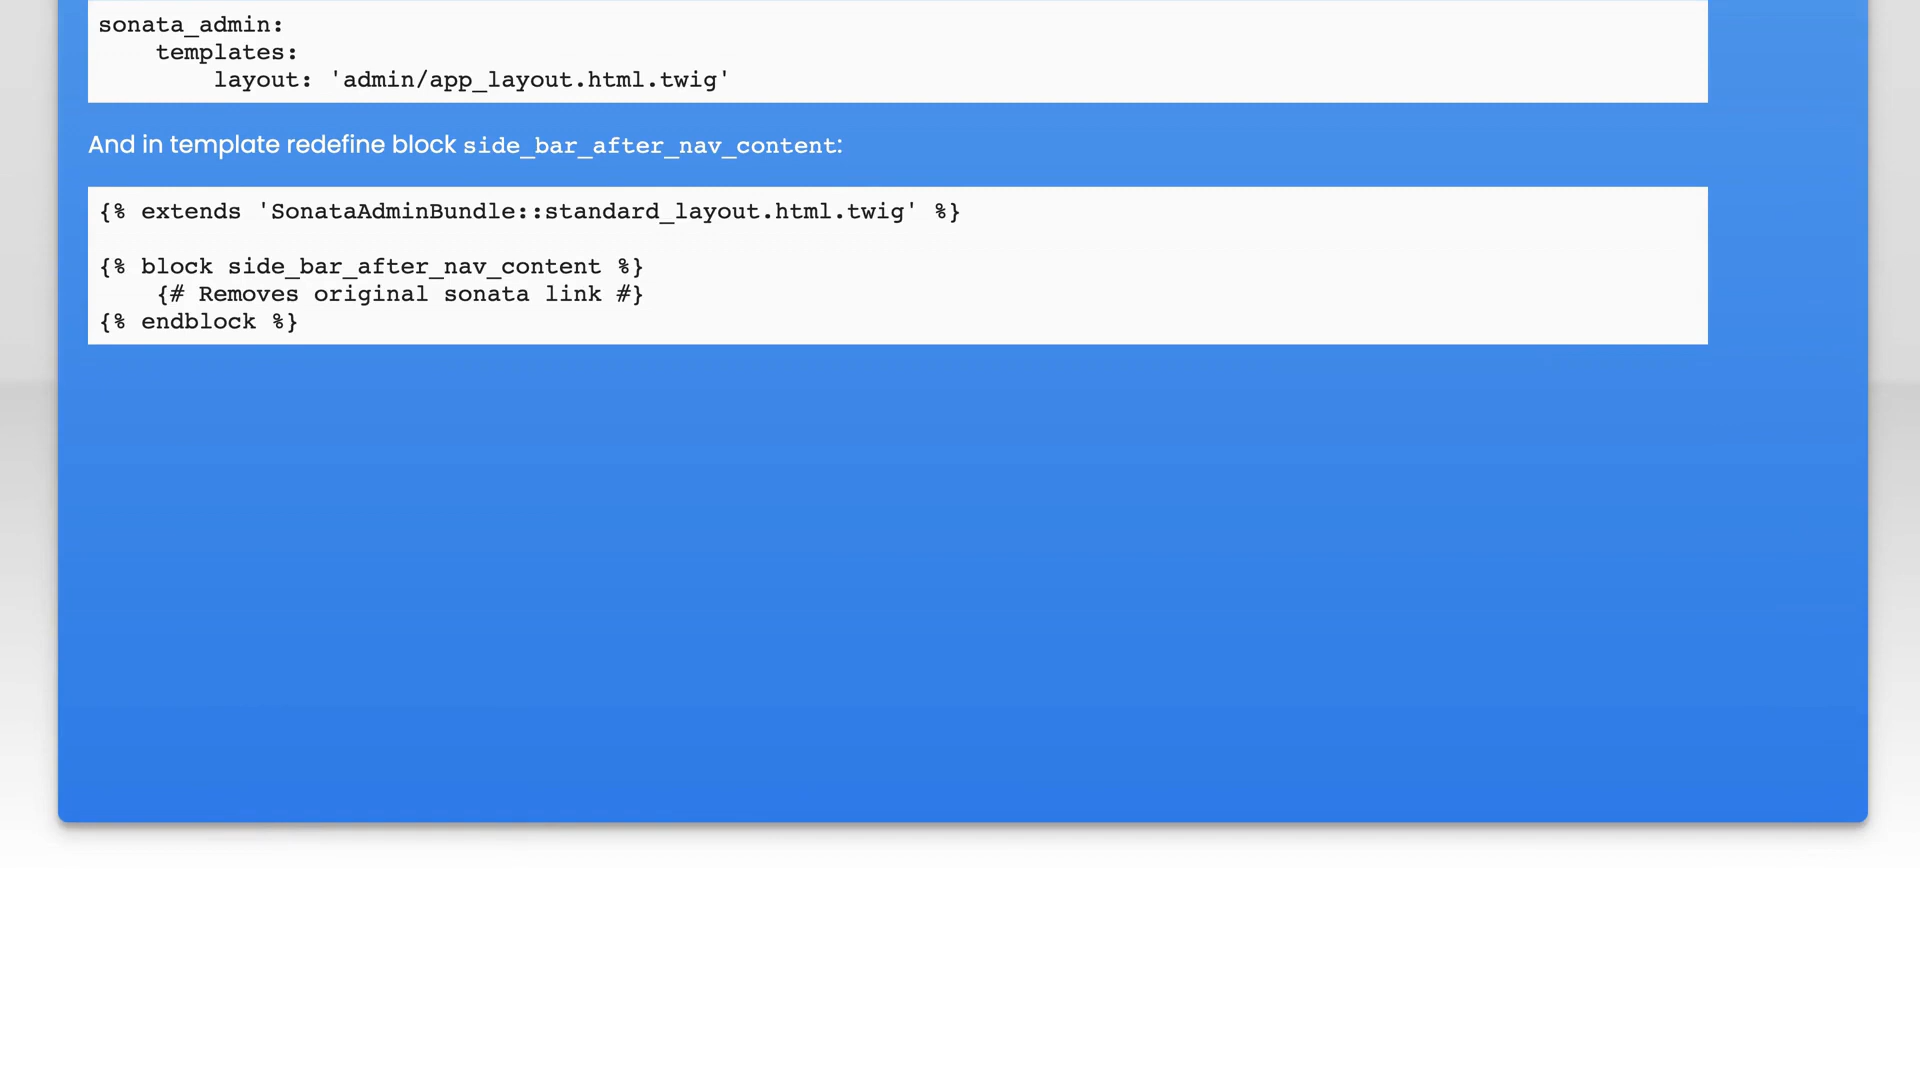 sonata_admin:
    templates:
        layout: 'admin/app_layout.html.twig'
And in template redefine block side_bar_after_nav_content:
{% extends 'SonataAdminBundle::standard_layout.html.twig' %}
{% block side_bar_after_nav_content %}
    {# Removes original sonata link #}
{% endblock %}